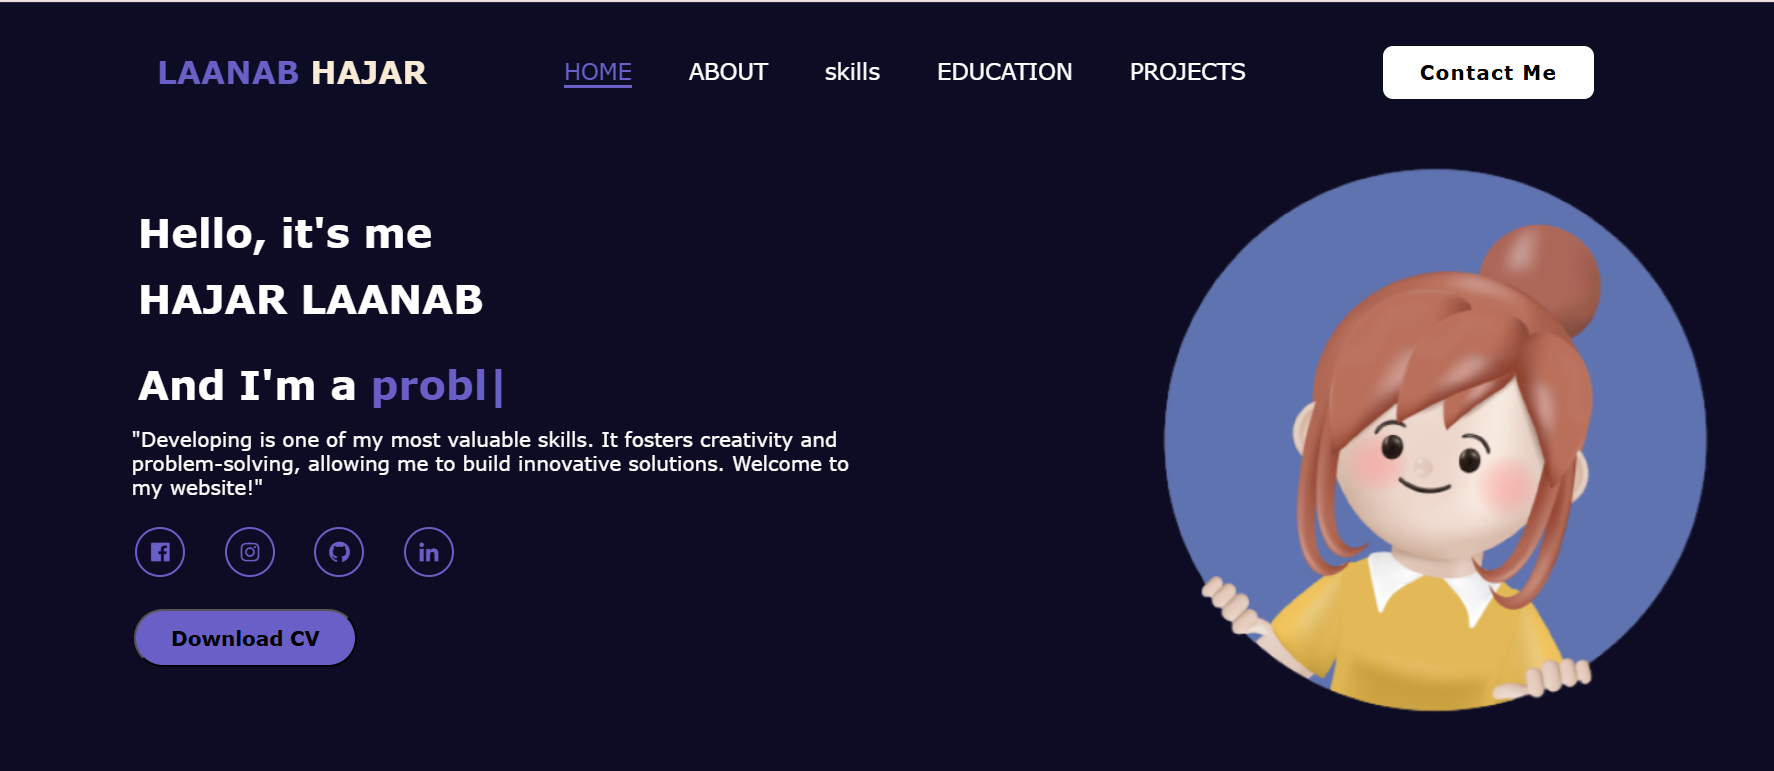 LAANAB HAJAR HOME ABOUT skills EDUCATION PROJECTS Contact Me
Hello, it's me
HAJAR LAANAB
And I'm a probl|
"Developing is one of my most valuable skills. It fosters creativity and
problem-solving, allowing me to build innovative solutions. Welcome to
my website!"
Download CV